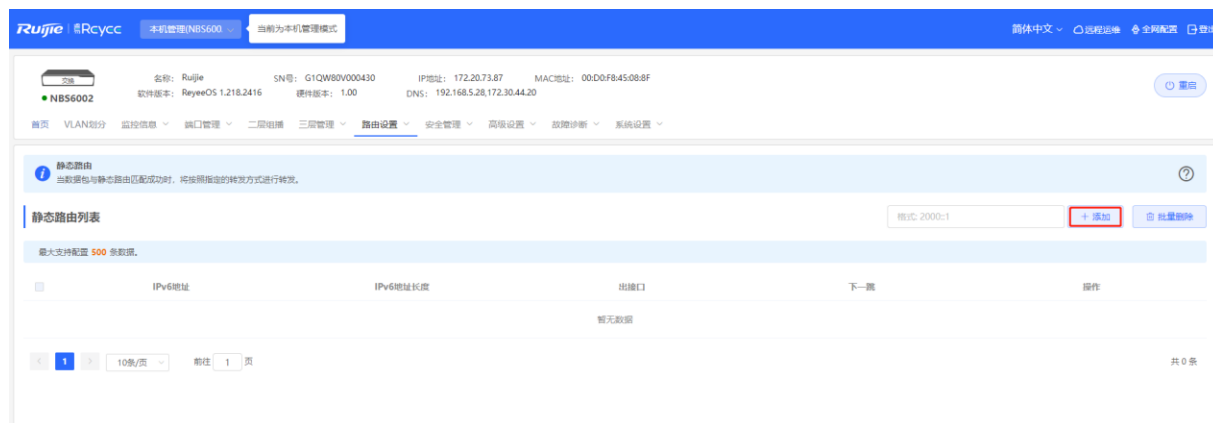 Ruijie | 睿Rcycc 本机管理(NBS600. 当前为本机管理模式 简体中文 远程运维 全网配置 登出
交换 名称: Ruijie SN号: G1QW80V000430 IP地址: 172.20.73.87 MAC地址: 00:D0:F8:45:08:8F 重启
NBS6002 软件版本: ReyeeOS 1.218.2416 硬件版本: 1.00 DNS: 192.168.5.28,172.30.44.20
首页 VLAN划分 监控信息 端口管理 二层组播 三层管理 路由设置 安全管理 高级设置 故障诊断 系统设置
静态路由
当数据包与静态路由匹配成功时，将按照指定的转发方式进行转发。
静态路由列表 格式: 2000::1 + 添加 批量删除
最大支持配置 500 条数据。
IPv6地址 IPv6地址长度 出接口 下一跳 操作
暂无数据
1 10条/页 前往 1 页 共 0 条